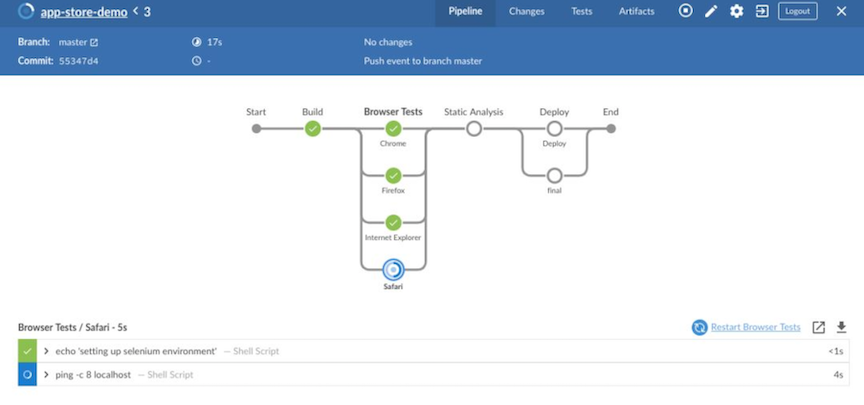 app-store-demo < 3 Pipeline Changes Tests Artifacts Logout
Branch: master 17s No changes
Commit: 55347d4 - Push event to branch master
Start Build Browser Tests Static Analysis Deploy End
Chrome Deploy
Firefox final
Internet Explorer
Safari
Browser Tests / Safari - 5s Restart Browser Tests
echo 'setting up selenium environment' — Shell Script <1s
ping -c 8 localhost — Shell Script 4s